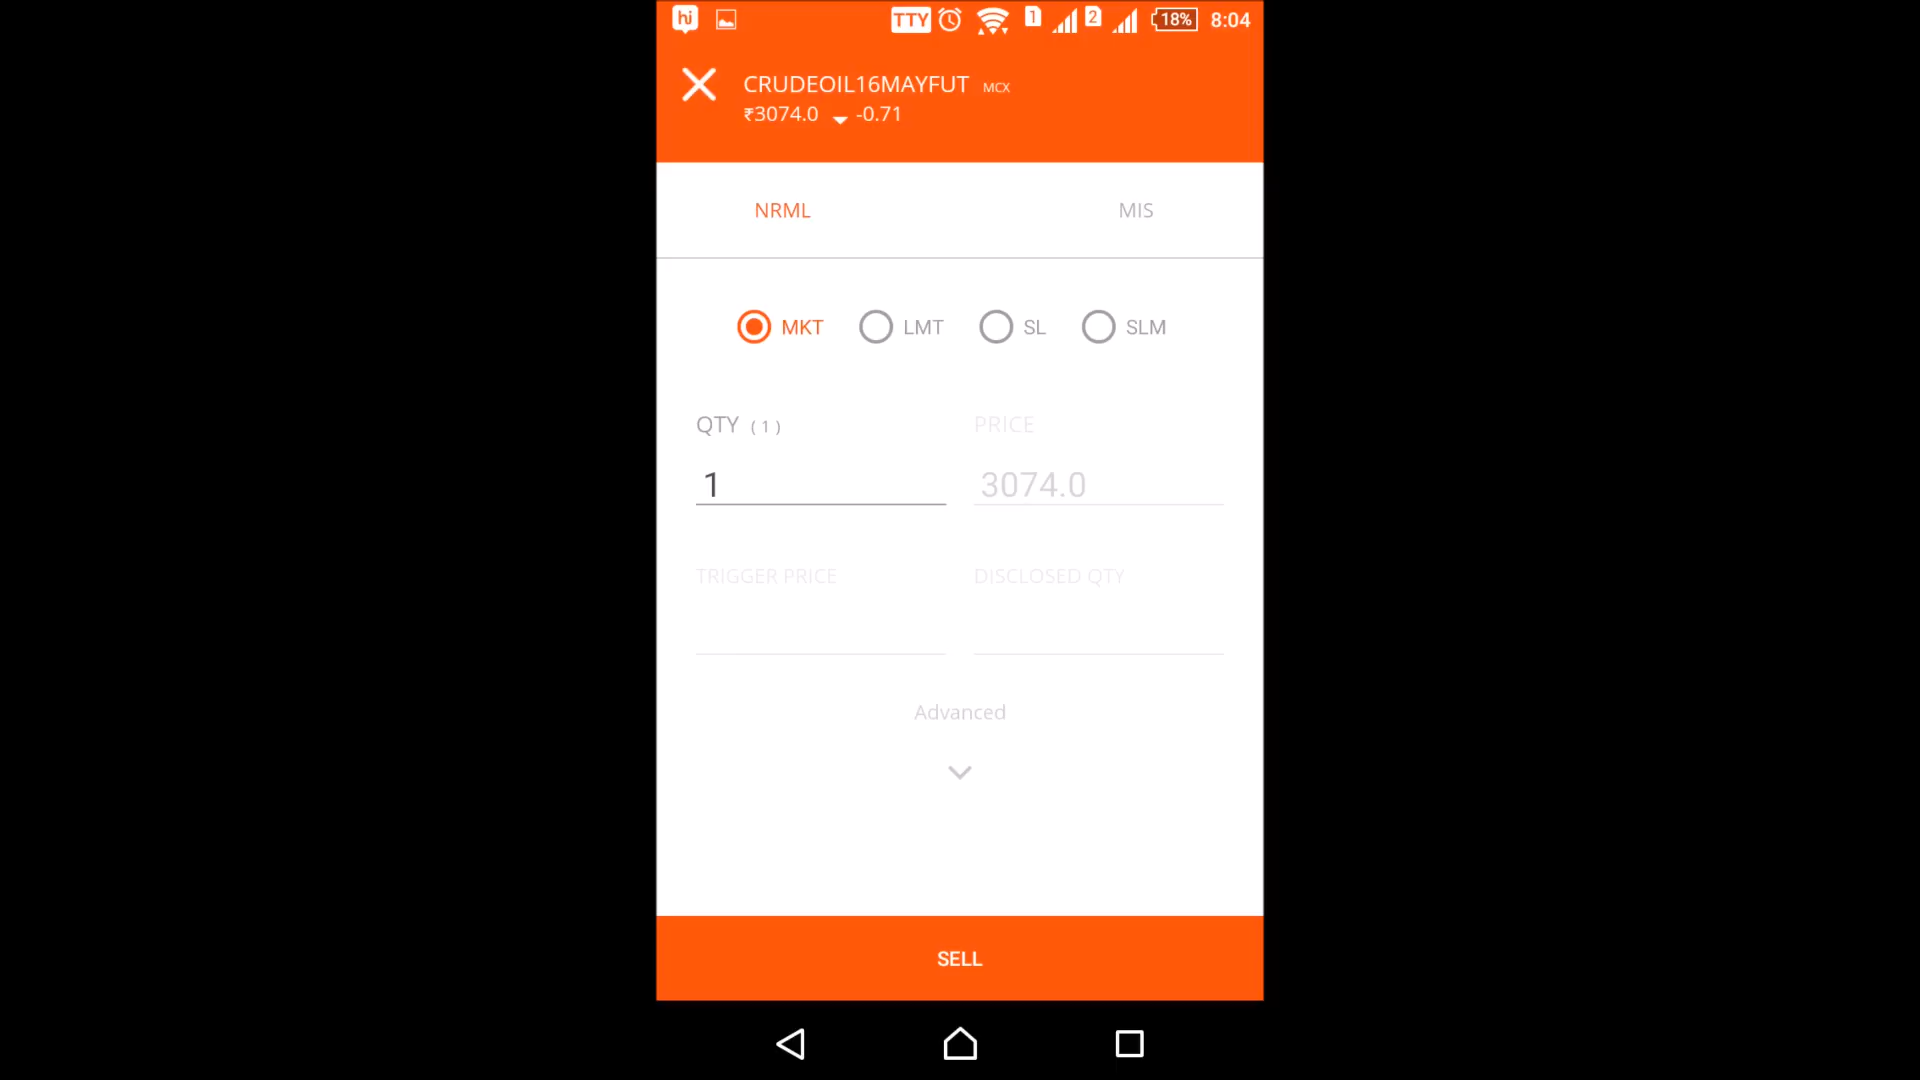 hi TTY 1 2 18% 8:04
CRUDEOIL16MAYFUT MCX
₹3074.0 -0.71
NRML MIS
MKT LMT SL SLM
QTY ( 1 ) PRICE
1 3074.0
TRIGGER PRICE DISCLOSED QTY
Advanced
SELL